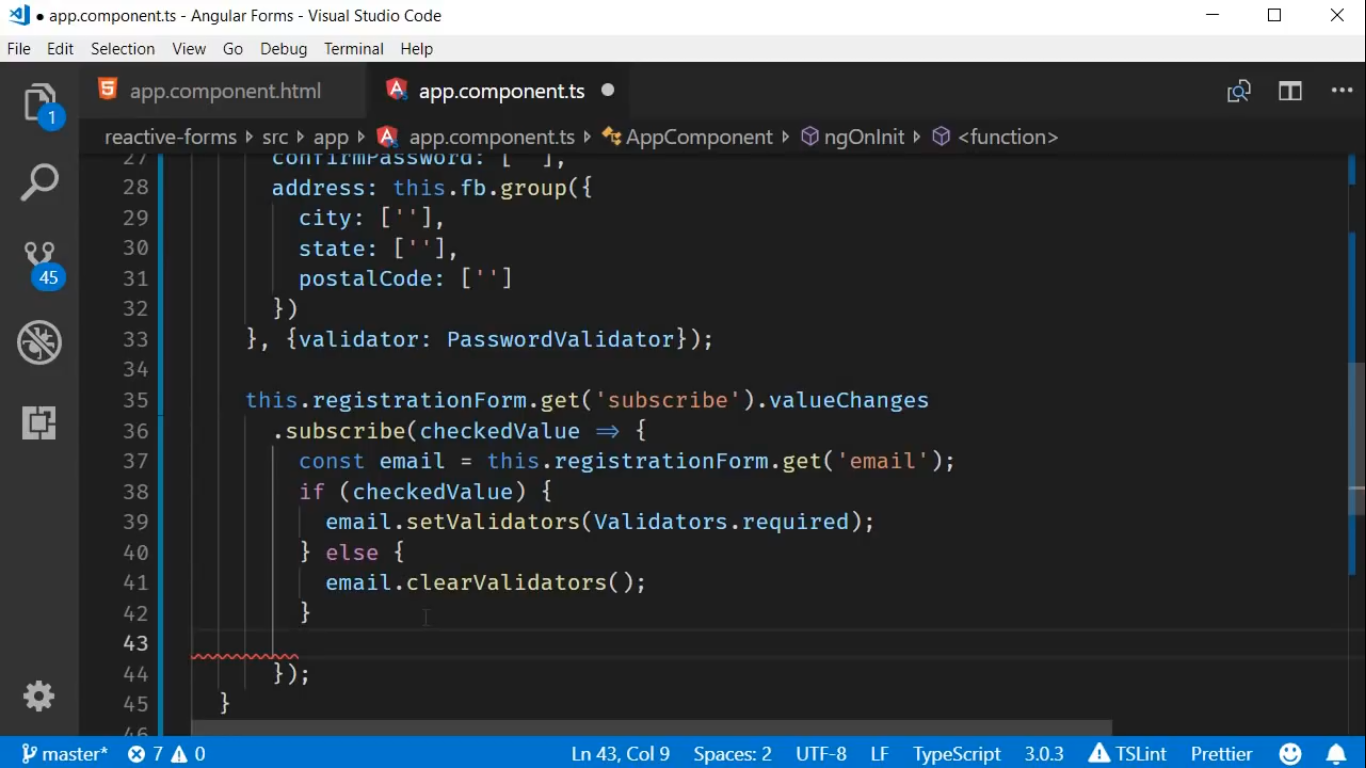 ● app.component.ts - Angular Forms - Visual Studio Code
File Edit Selection View Go Debug Terminal Help
app.component.html app.component.ts
1
reactive-forms src app app.component.ts AppComponent ngOnInit <function>
27 confirmPassword: [''],
28 address: this.fb.group({
29 city: [''],
30 state: [''],
31 postalCode: ['']
32 })
33 }, {validator: PasswordValidator});
34
35 this.registrationForm.get('subscribe').valueChanges
36 .subscribe(checkedValue => {
37 const email = this.registrationForm.get('email');
38 if (checkedValue) {
39 email.setValidators(Validators.required);
40 } else {
41 email.clearValidators();
42 }
43
44 });
45 }
46
45
master* 7 0 Ln 43, Col 9 Spaces: 2 UTF-8 LF TypeScript 3.0.3 TSLint Prettier